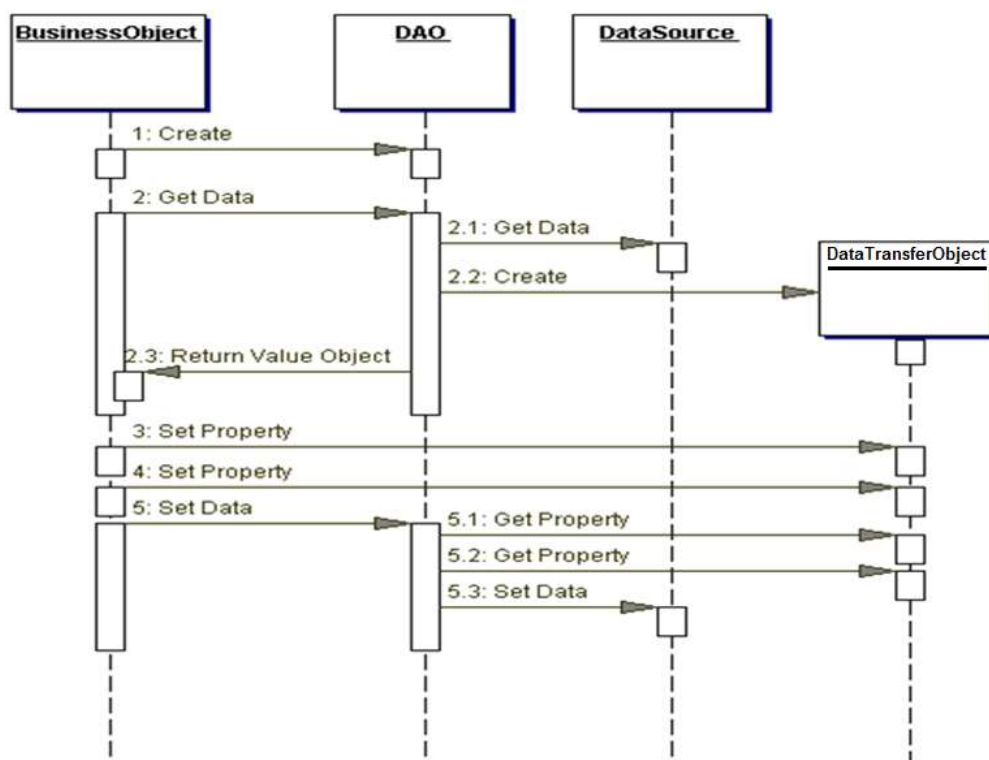 BusinessObject
DAO
DataSource
1: Create
2: Get Data
2.1: Get Data
DataTransferObject
2.2: Create
2.3: Return Value Object
3: Set Property
4: Set Property
5: Set Data
5.1: Get Property
5.2: Get Property
5.3: Set Data